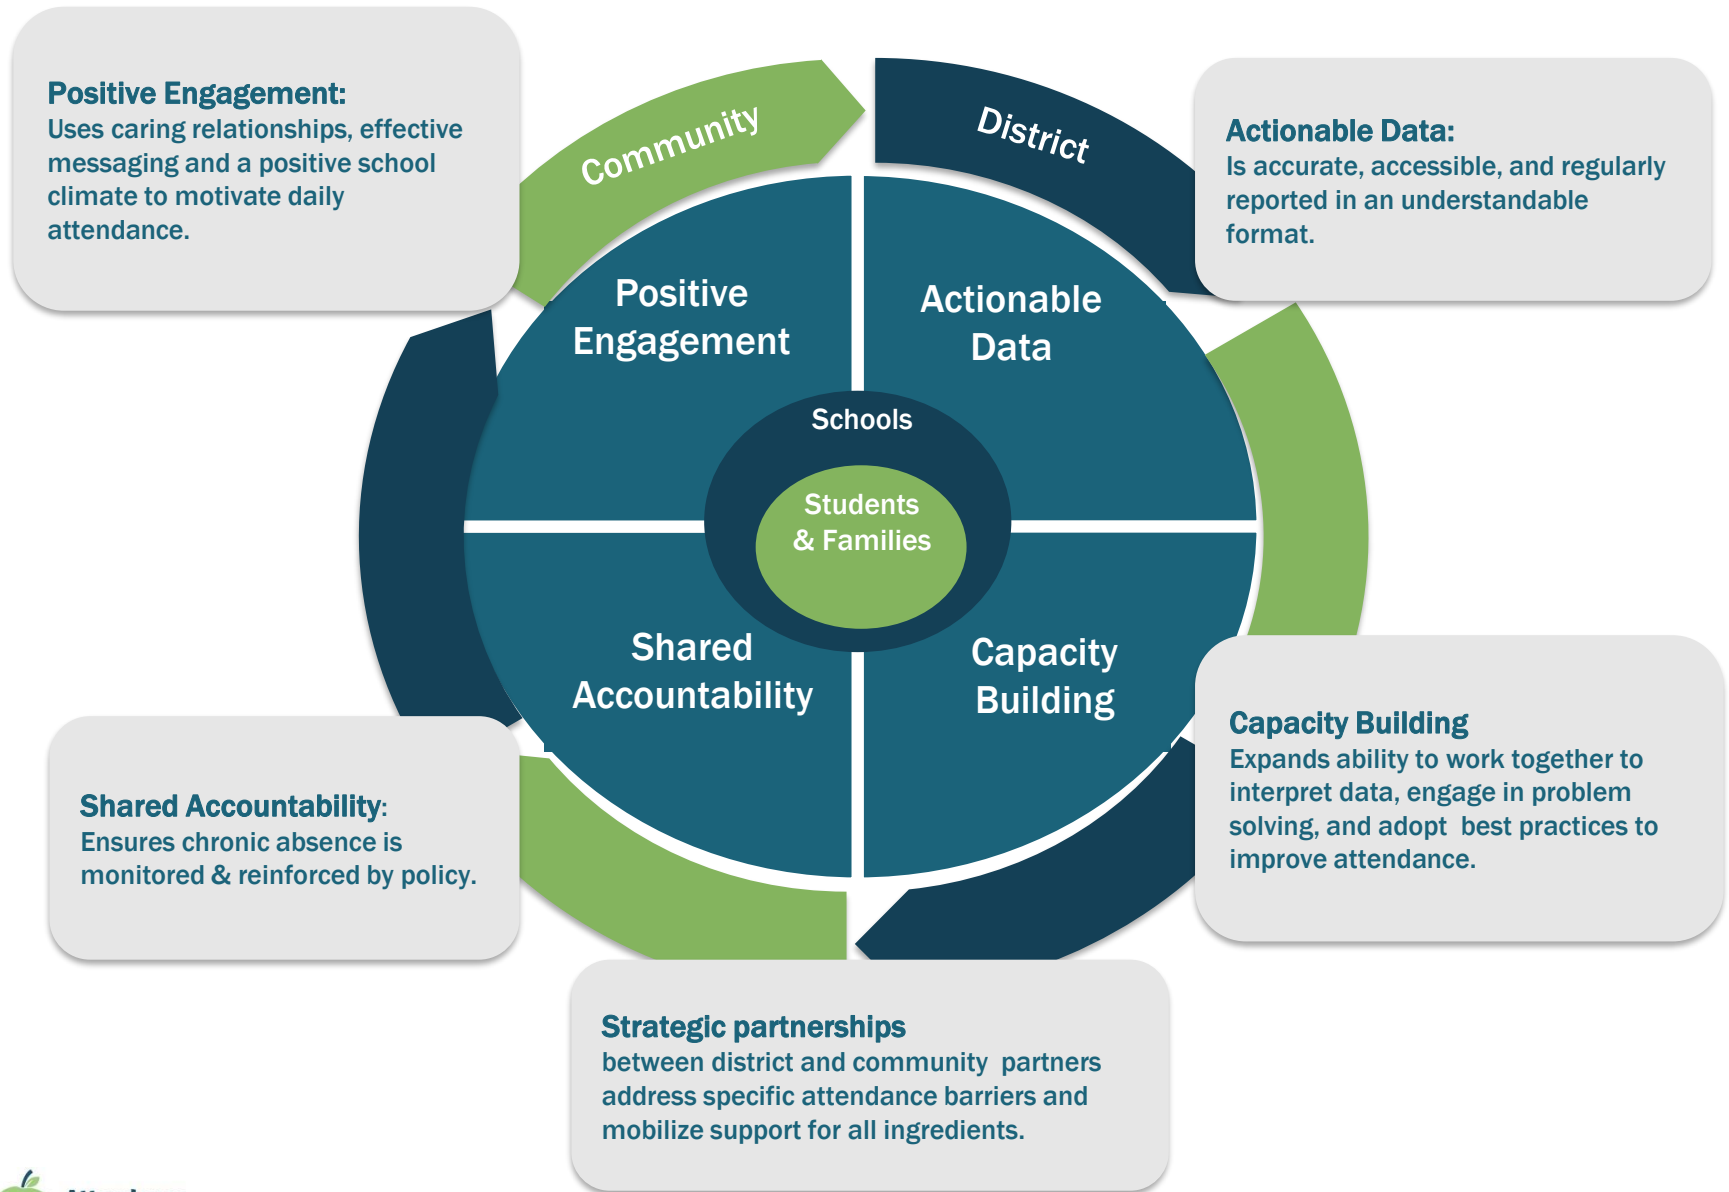 Positive Engagement:
Uses caring relationships, effective
messaging and a positive school
climate to motivate daily
attendance.
Community
District
Actionable Data:
Is accurate, accessible, and regularly
reported in an understandable
format.
Positive
Engagement
Actionable
Data
Schools
Students
& Families
Shared
Accountability
Capacity
Building
Shared Accountability:
Ensures chronic absence is
monitored & reinforced by policy.
Capacity Building
Expands ability to work together to
interpret data, engage in problem
solving, and adopt  best practices to
improve attendance.
Strategic partnerships
between district and community  partners
address specific attendance barriers and
mobilize support for all ingredients.